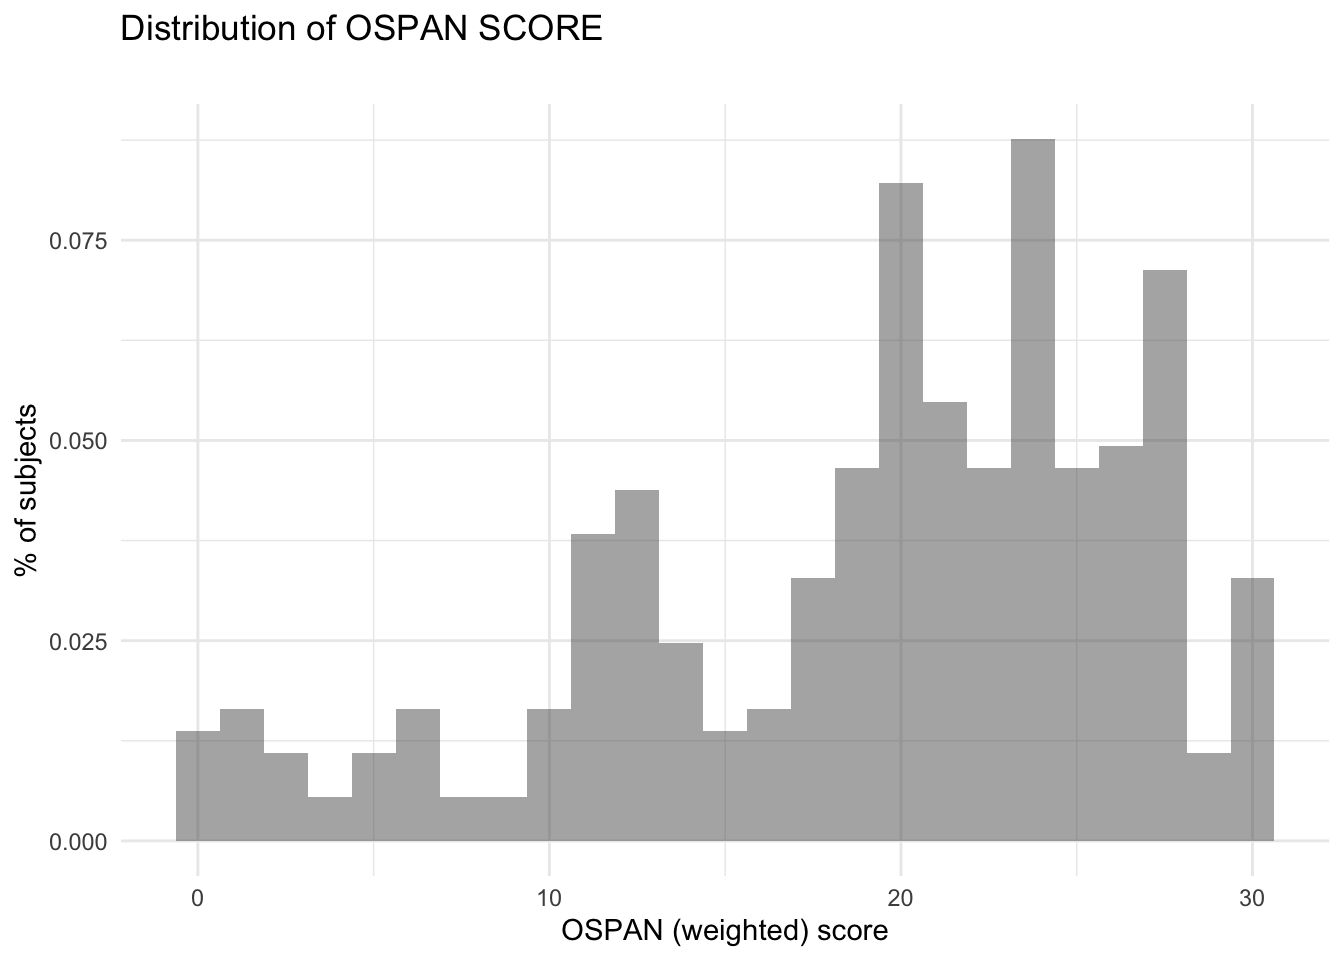 Distribution of OSPAN SCORE
0.075
0.050
0.025
0.000
% of subjects
0 10 20 30
OSPAN (weighted) score